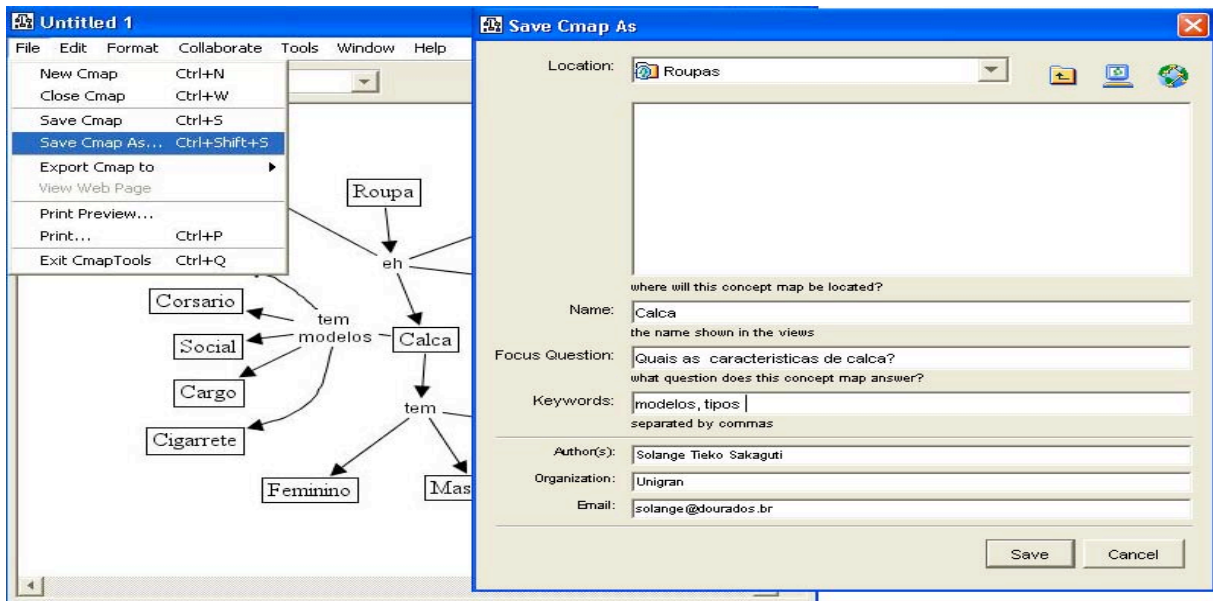 Untitled 1
File Edit Format Collaborate Tools Window Help
New Cmap Ctrl+N
Close Cmap Ctrl+W
Save Cmap Ctrl+S
Save Cmap As... Ctrl+Shift+S
Export Cmap to
View Web Page
Print Preview...
Print... Ctrl+P
Exit CmapTools Ctrl+Q
Roupa
eh
Corsario
tem
modelos
Calca
Social
Cargo
tem
Cigarrete
Feminino
Mas
Save Cmap As
Location: Roupas
where will this concept map be located?
Name: Calca
the name shown in the views
Focus Question: Quais as caracteristicas de calca?
what question does this concept map answer?
Keywords: modelos, tipos
separated by commas
Author(s): Solange Tieko Sakaguti
Organization: Unigran
Email: solange@dourados.br
Save Cancel